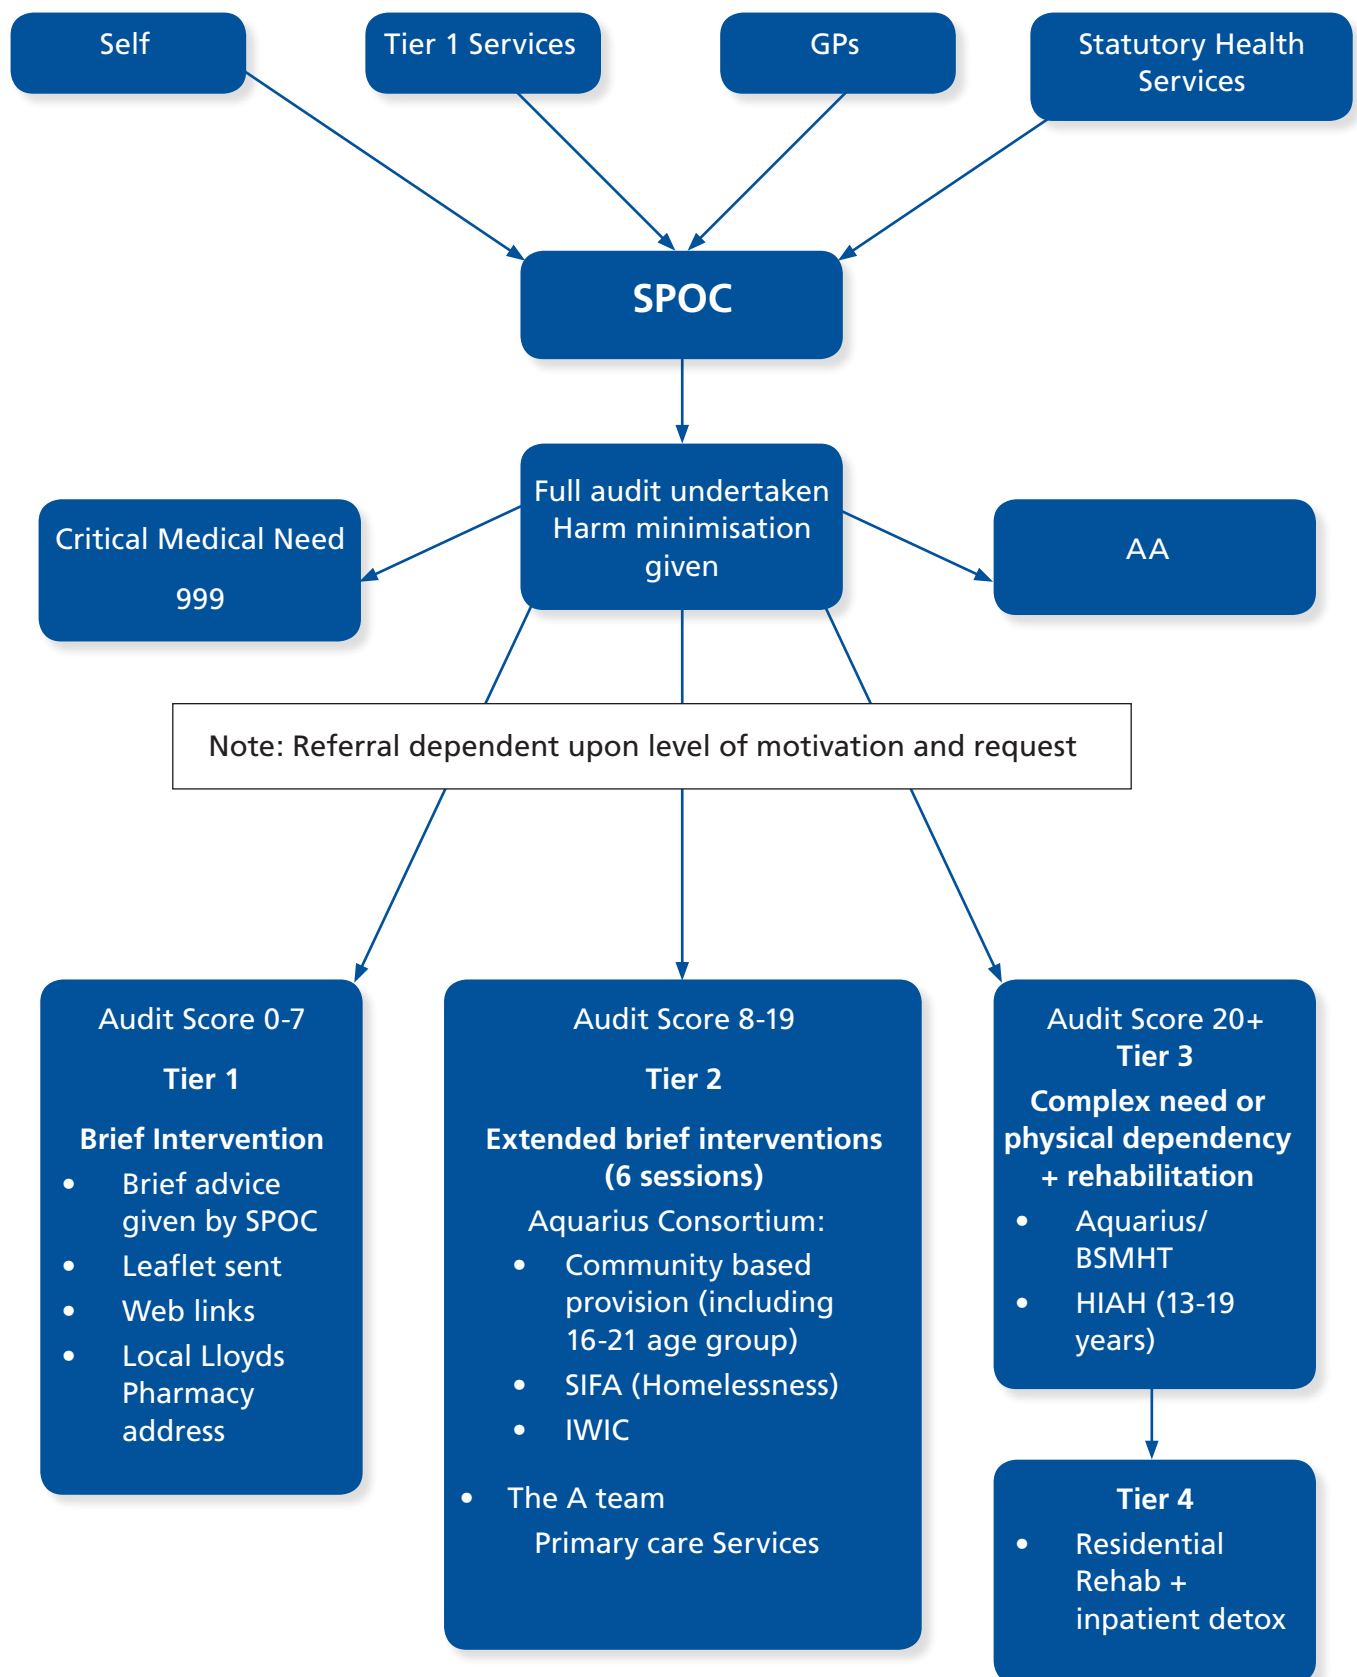 Self
Tier 1 Services
GPs
Statutory Health
Services
SPOC
Full audit undertaken
Harm minimisation
given
Critical Medical Need
999
AA
Note: Referral dependent upon level of motivation and request
Audit Score 0-7
Tier 1
Brief Intervention
• Brief advice
given by SPOC
• Leaflet sent
• Web links
• Local Lloyds
Pharmacy
address
Audit Score 8-19
Tier 2
Extended brief interventions
(6 sessions)
Aquarius Consortium:
• Community based
provision (including
16-21 age group)
• SIFA (Homelessness)
• IWIC
• The A team
Primary care Services
Audit Score 20+
Tier 3
Complex need or
physical dependency
+ rehabilitation
• Aquarius/
BSMHT
• HIAH (13-19
years)
Tier 4
• Residential
Rehab +
inpatient detox